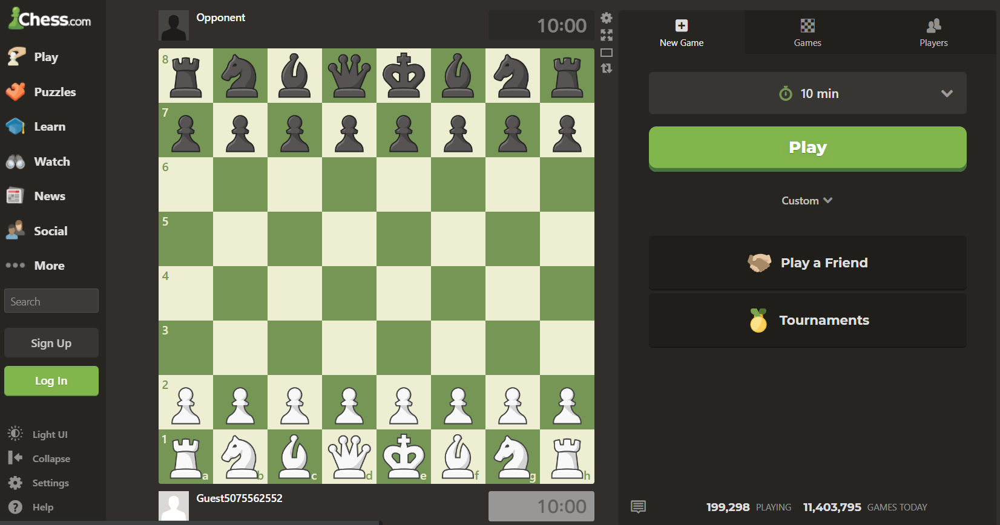 Chess.com
Play
Puzzles
Learn
Watch
News
Social
More
Search
Sign Up
Log In
Light UI
Collapse
Settings
Help
Opponent
10:00
8
7
6
5
4
3
2
1
a b c d e f g h
Guest5075562552
10:00
New Game
Games
Players
10 min
Play
Custom
Play a Friend
Tournaments
199,298 PLAYING 11,403,795 GAMES TODAY